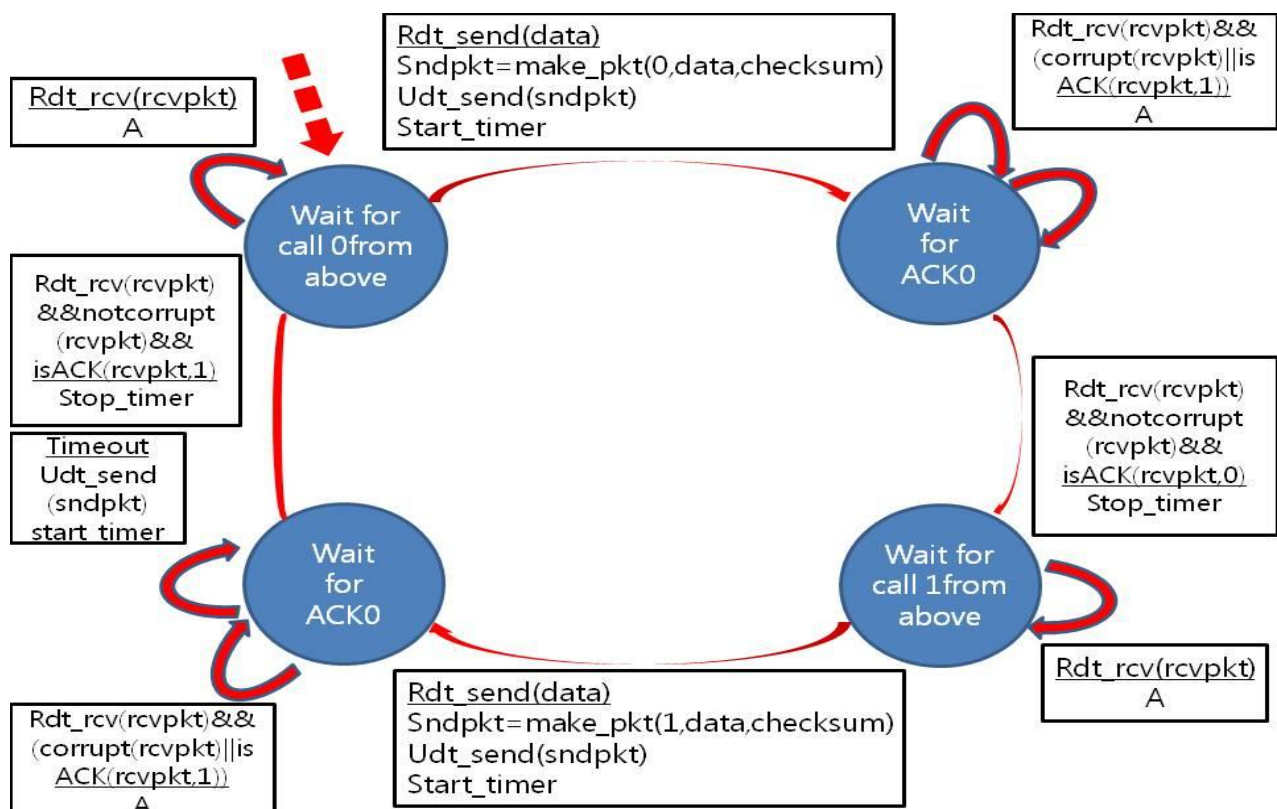 Rdt_send(data)
Sndpkt=make_pkt(0,data,checksum)
Udt_send(sndpkt)
Start_timer
Rdt_rcv(rcvpkt)&&
(corrupt(rcvpkt)||is
ACK(rcvpkt,1))
A
Rdt_rcv(rcvpkt)
A
Wait for
call 0from
above
Wait
for
ACK0
Rdt_rcv(rcvpkt)
&&notcorrupt
(rcvpkt)&&
isACK(rcvpkt,1)
Stop_timer
Rdt_rcv(rcvpkt)
&&notcorrupt
(rcvpkt)&&
isACK(rcvpkt,0)
Stop_timer
Timeout
Udt_send
(sndpkt)
start_timer
Wait
for
ACK0
Wait for
call 1from
above
Rdt_send(data)
Sndpkt=make_pkt(1,data,checksum)
Udt_send(sndpkt)
Start_timer
Rdt_rcv(rcvpkt)
A
Rdt_rcv(rcvpkt)&&
(corrupt(rcvpkt)||is
ACK(rcvpkt,1))
A